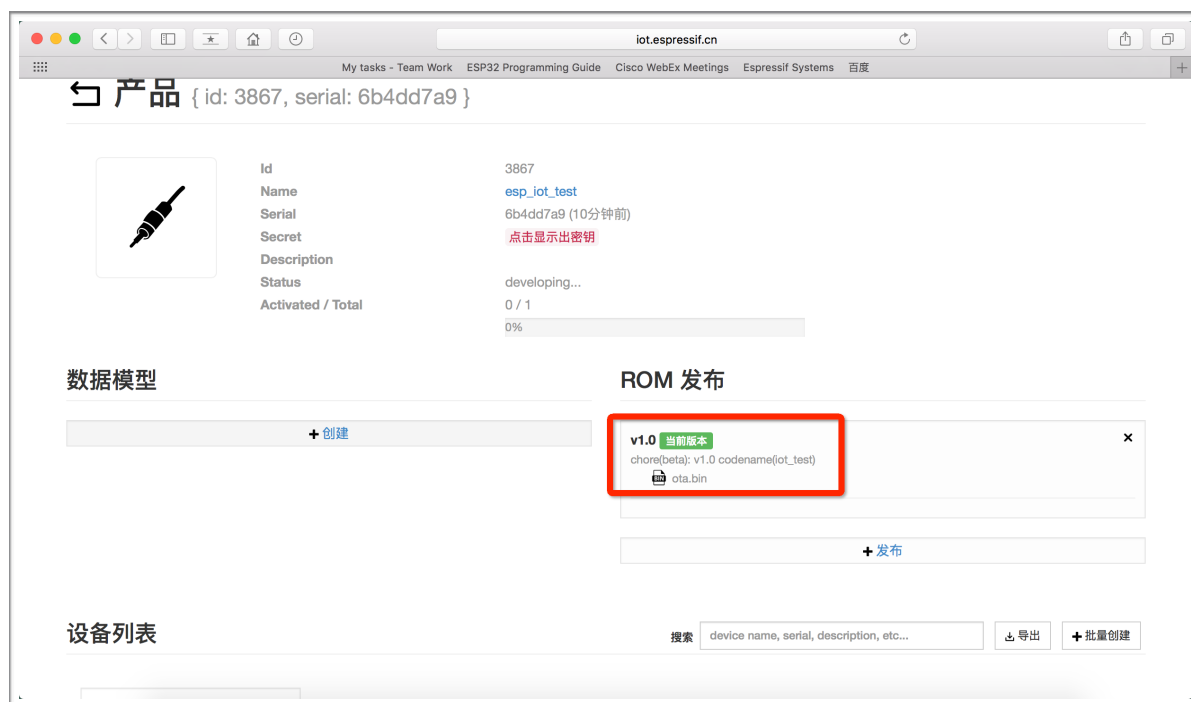 iot.espressif.cn
My tasks - Team Work ESP32 Programming Guide Cisco WebEx Meetings Espressif Systems 百度
产品 { id: 3867, serial: 6b4dd7a9 }
Id 3867
Name esp_iot_test
Serial 6b4dd7a9 (10分钟前)
Secret 点击显示出密钥
Description
Status developing...
Activated / Total 0 / 1
0%
数据模型
+ 创建
ROM 发布
v1.0 当前版本
chore(beta): v1.0 codename(iot_test)
BIN ota.bin
+ 发布
设备列表
搜索 device name, serial, description, etc... 导出 + 批量创建